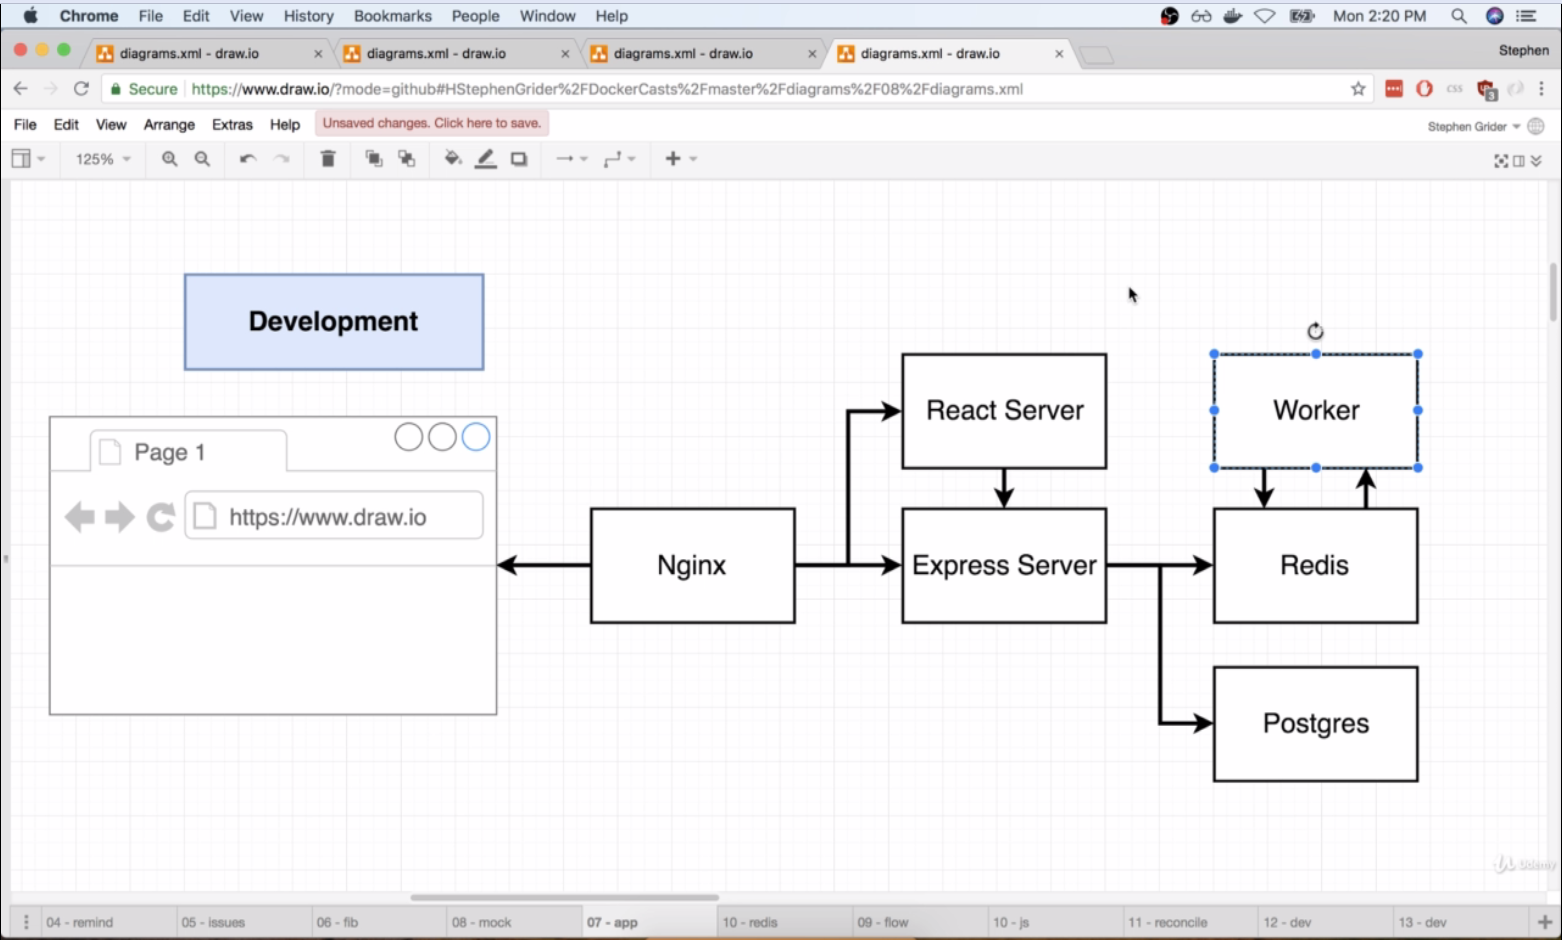 Chrome File Edit View History Bookmarks People Window Help Mon 2:20 PM
diagrams.xml - draw.io diagrams.xml - draw.io diagrams.xml - draw.io diagrams.xml - draw.io Stephen
Secure https://www.draw.io/?mode=github#HStephenGrider%2FDockerCasts%2Fmaster%2Fdiagrams%2F08%2Fdiagrams.xml css 3
File Edit View Arrange Extras Help Unsaved changes. Click here to save. Stephen Grider
125%
Development
Page 1
https://www.draw.io
Nginx
React Server
Express Server
Worker
Redis
Postgres
Udemy
04 - remind 05 - issues 06 - fib 08 - mock 07 - app 10 - redis 09 - flow 10 - js 11 - reconcile 12 - dev 13 - dev